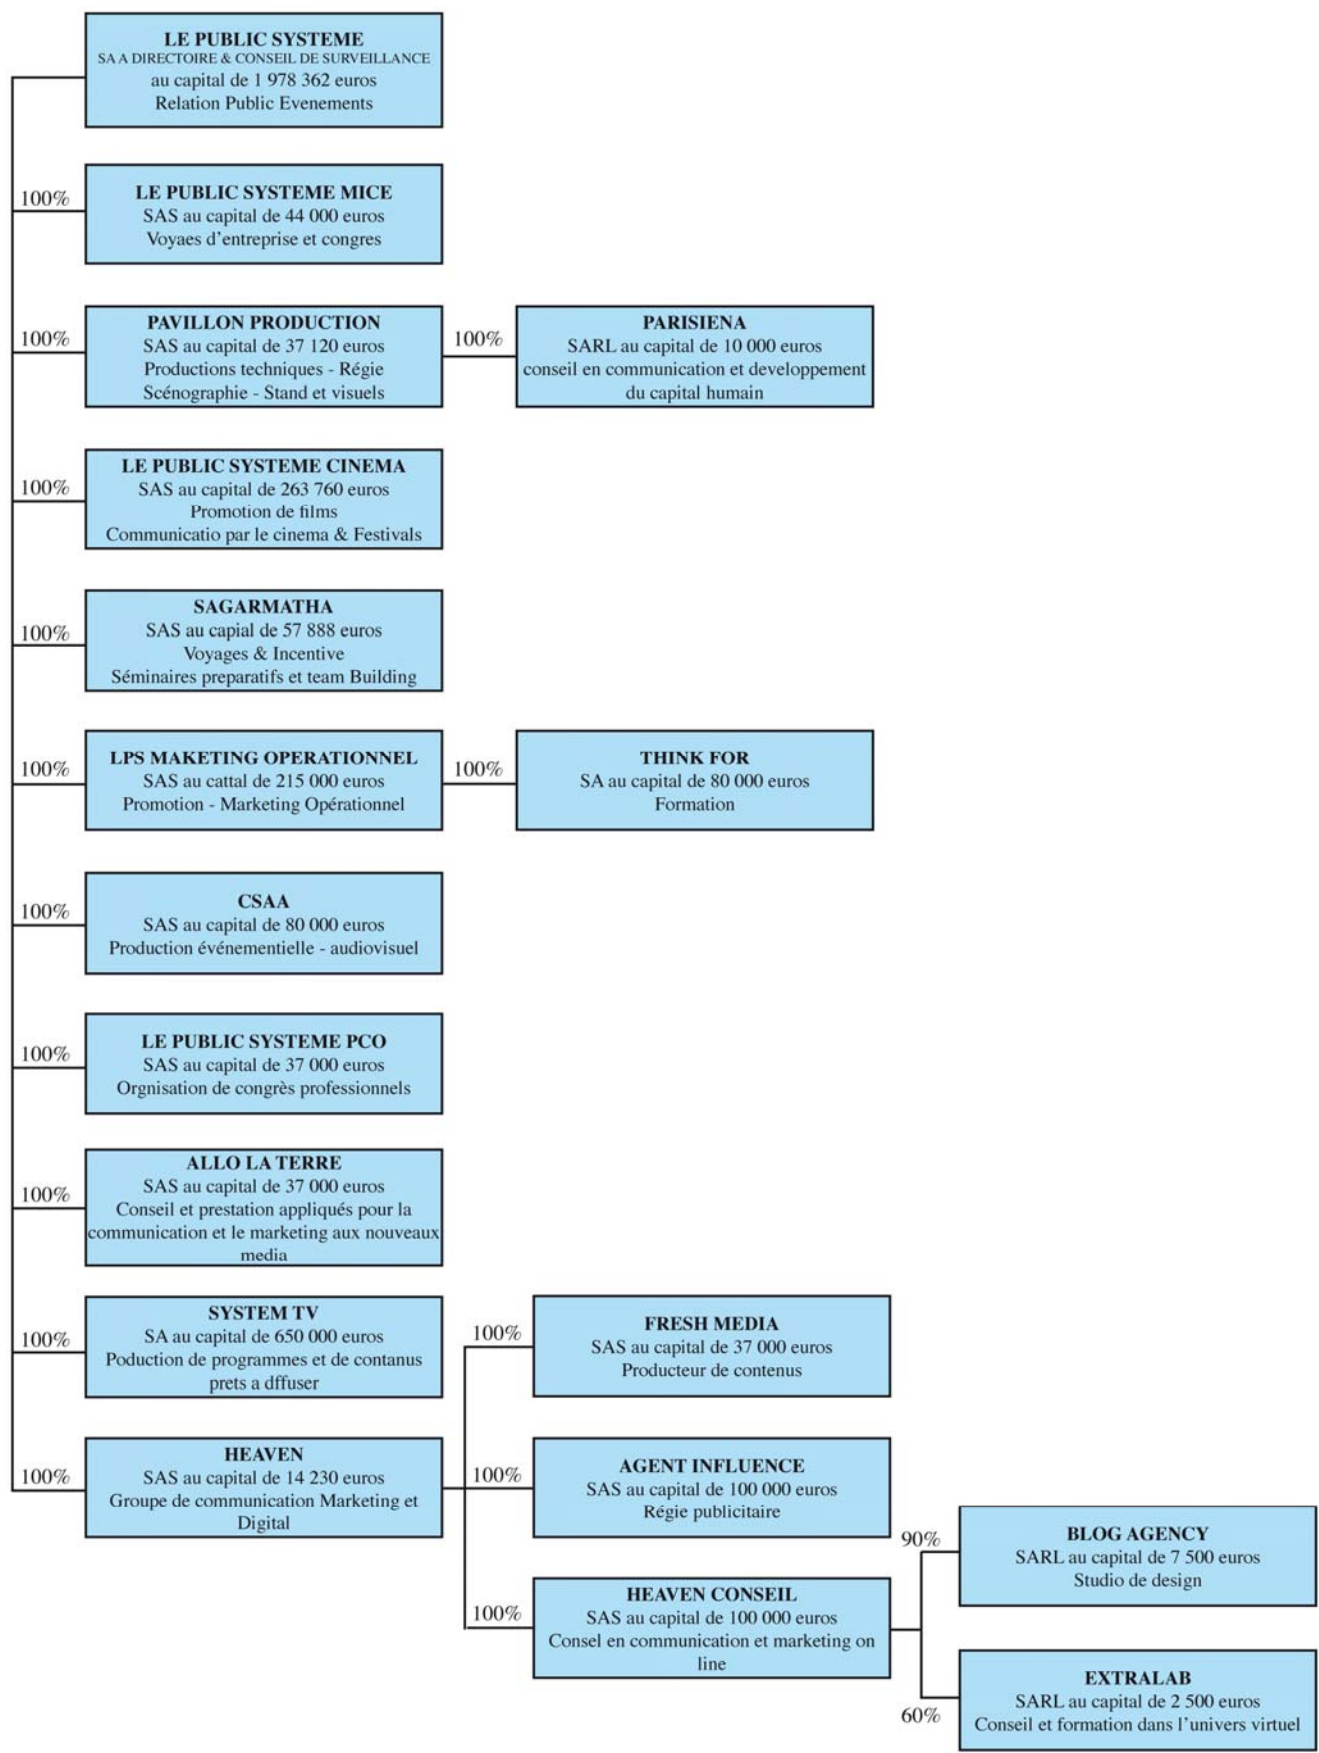 LE PUBLIC SYSTEME
SA A DIRECTOIRE & CONSEIL DE SURVEILLANCE
au capital de 1 978 362 euros
Relation Public Evenements
100%
LE PUBLIC SYSTEME MICE
SAS au capital de 44 000 euros
Voyaes d'entreprise et congres
100%
PAVILLON PRODUCTION
SAS au capital de 37 120 euros
Productions techniques - Régie
Scénographie - Stand et visuels
100%
PARISIENA
SARL au capital de 10 000 euros
conseil en communication et developpement
du capital humain
100%
LE PUBLIC SYSTEME CINEMA
SAS au capital de 263 760 euros
Promotion de films
Communicatio par le cinema & Festivals
100%
SAGARMATHA
SAS au capial de 57 888 euros
Voyages & Incentive
Séminaires preparatifs et team Building
100%
LPS MAKETING OPERATIONNEL
SAS au cattal de 215 000 euros
Promotion - Marketing Opérationnel
100%
THINK FOR
SA au capital de 80 000 euros
Formation
100%
CSAA
SAS au capital de 80 000 euros
Production événementielle - audiovisuel
100%
LE PUBLIC SYSTEME PCO
SAS au capital de 37 000 euros
Orgnisation de congrès professionnels
100%
ALLO LA TERRE
SAS au capital de 37 000 euros
Conseil et prestation appliqués pour la
communication et le marketing aux nouveaux
media
100%
SYSTEM TV
SA au capital de 650 000 euros
Poduction de programmes et de contanus
prets a dffuser
100%
HEAVEN
SAS au capital de 14 230 euros
Groupe de communication Marketing et
Digital
100%
FRESH MEDIA
SAS au capital de 37 000 euros
Producteur de contenus
100%
AGENT INFLUENCE
SAS au capital de 100 000 euros
Régie publicitaire
100%
HEAVEN CONSEIL
SAS au capital de 100 000 euros
Consel en communication et marketing on
line
90%
BLOG AGENCY
SARL au capital de 7 500 euros
Studio de design
60%
EXTRALAB
SARL au capital de 2 500 euros
Conseil et formation dans l'univers virtuel